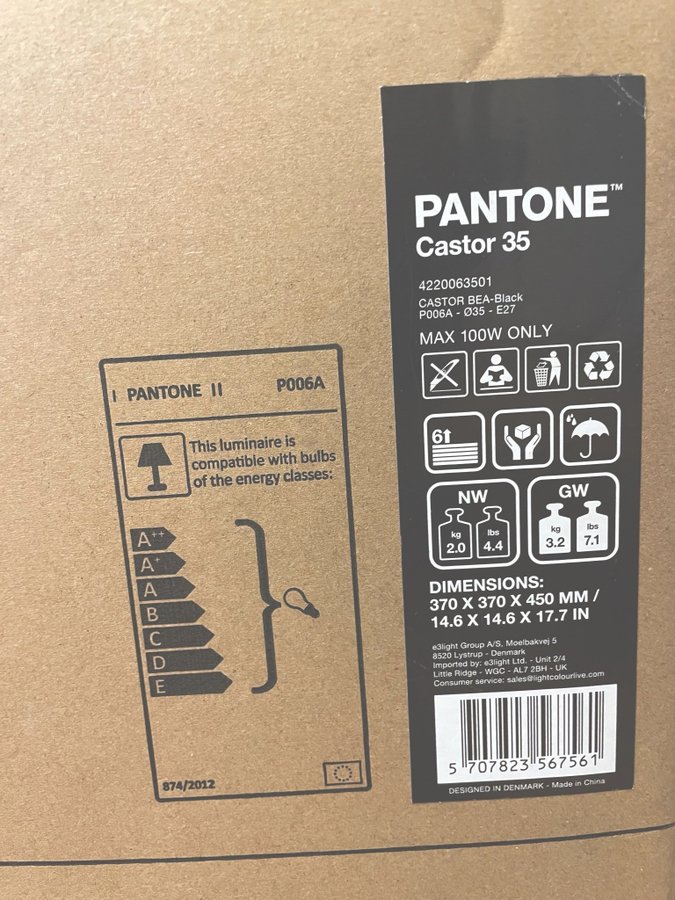 PANTONE™
Castor 35
4220063501
CASTOR BEA-Black
P006A - Ø35 - E27
MAX 100W ONLY
6
NW
GW
kg
2.0
lbs
4.4
kg
3.2
lbs
7.1
DIMENSIONS:
370 X 370 X 450 MM /
14.6 X 14.6 X 17.7 IN
e3light Group A/S, Moelbakvej 5
8520 Lystrup - Denmark
Imported by: e3light Ltd. - Unit 2/4
Little Ridge - WGC - AL7 2BH - UK
Consumer service: sales@lightcolourlive.com
5 707823 567561
DESIGNED IN DENMARK - Made in China
I PANTONE II P006A
This luminaire is
compatible with bulbs
of the energy classes:
A++
A+
A
B
C
D
E
874/2012